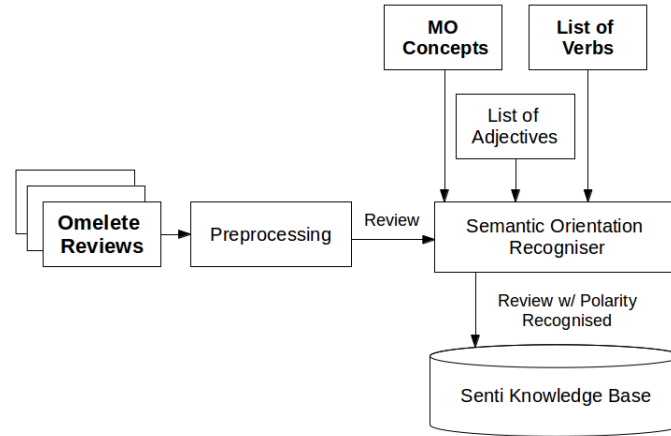 MO
Concepts
List of
Verbs
List of
Adjectives
Omelete
Reviews
Preprocessing
Review
Semantic Orientation
Recogniser
Review w/ Polarity
Recognised
Senti Knowledge Base